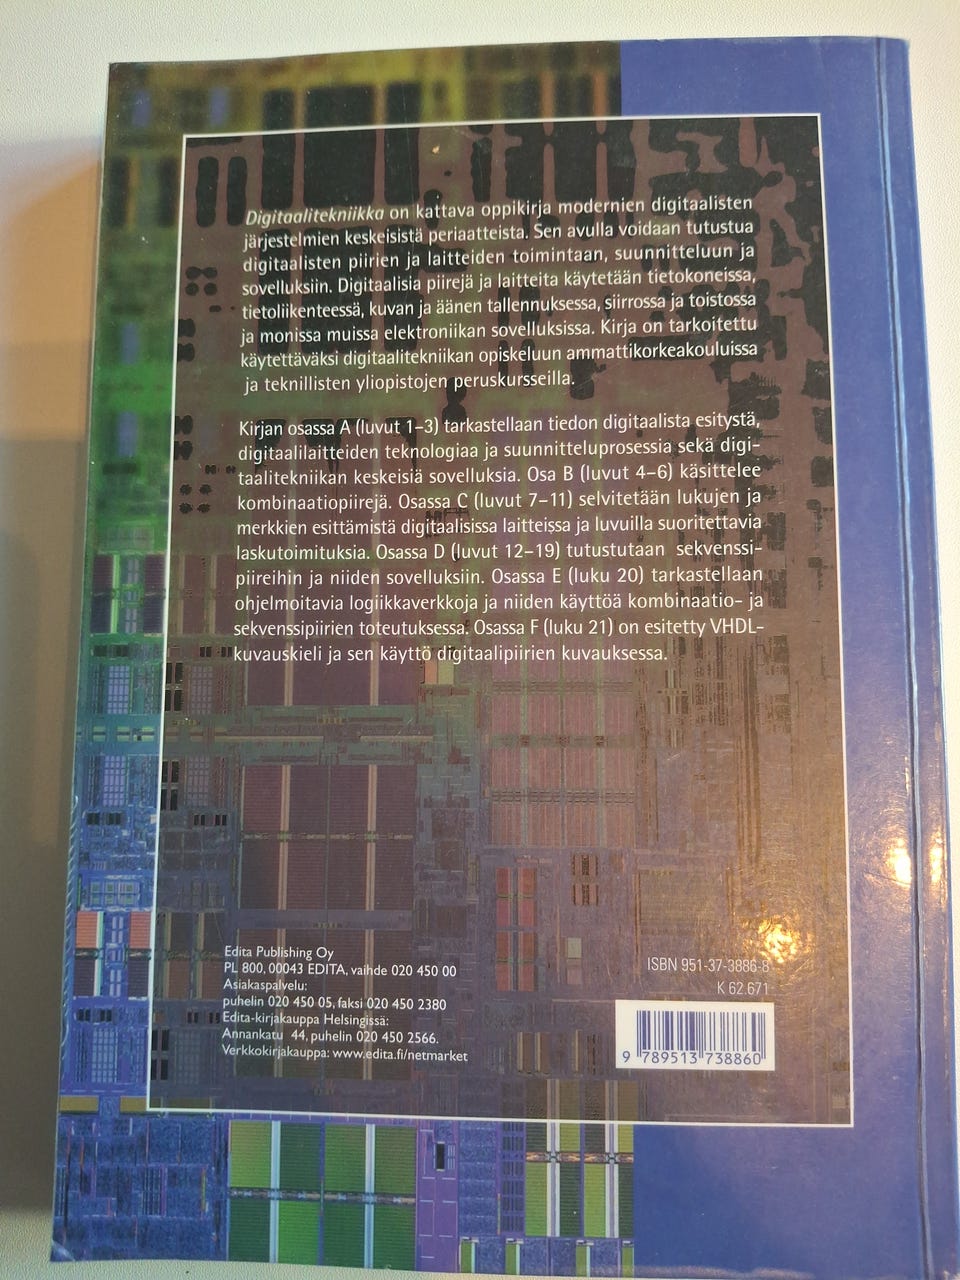 Digitaalitekniikka on kattava oppikirja modernien digitaalisten
järjestelmien keskeisistä periaatteista. Sen avulla voidaan tutustua
digitaalisten piirien ja laitteiden toimintaan, suunnitteluun ja
sovelluksiin. Digitaalisia piirejä ja laitteita käytetään tietokoneissa,
tietoliikenteessä, kuvan ja äänen tallennuksessa, siirrossa ja toistossa
ja monissa muissa elektroniikan sovelluksissa. Kirja on tarkoitettu
käytettäväksi digitaalitekniikan opiskeluun ammattikorkeakouluissa
ja teknillisten yliopistojen peruskursseilla.
Kirjan osassa A (luvut 1–3) tarkastellaan tiedon digitaalista esitystä,
digitaalilaitteiden teknologiaa ja suunnitteluprosessia sekä digi-
taalitekniikan keskeisiä sovelluksia. Osa B (luvut 4–6) käsittelee
kombinaatiopiirejä. Osassa C (luvut 7–11) selvitetään lukujen ja
merkkien esittämistä digitaalisissa laitteissa ja luvuilla suoritettavia
laskutoimituksia. Osassa D (luvut 12–19) tutustutaan sekvenssi-
piireihin ja niiden sovelluksiin. Osassa E (luku 20) tarkastellaan
ohjelmoitavia logiikkaverkkoja ja niiden käyttöä kombinaatio- ja
sekvenssipiirien toteutuksessa. Osassa F (luku 21) on esitetty VHDL-
kuvauskieli ja sen käyttö digitaalipiirien kuvauksessa.
Edita Publishing Oy
PL 800, 00043 EDITA, vaihde 020 450 00
Asiakaspalvelu:
puhelin 020 450 05, faksi 020 450 2380
Edita-kirjakauppa Helsingissä:
Annankatu 44, puhelin 020 450 2566.
Verkkokirjakauppa: www.edita.fi/netmarket
ISBN 951-37-3886-8
K 62.671
9 789513 738860